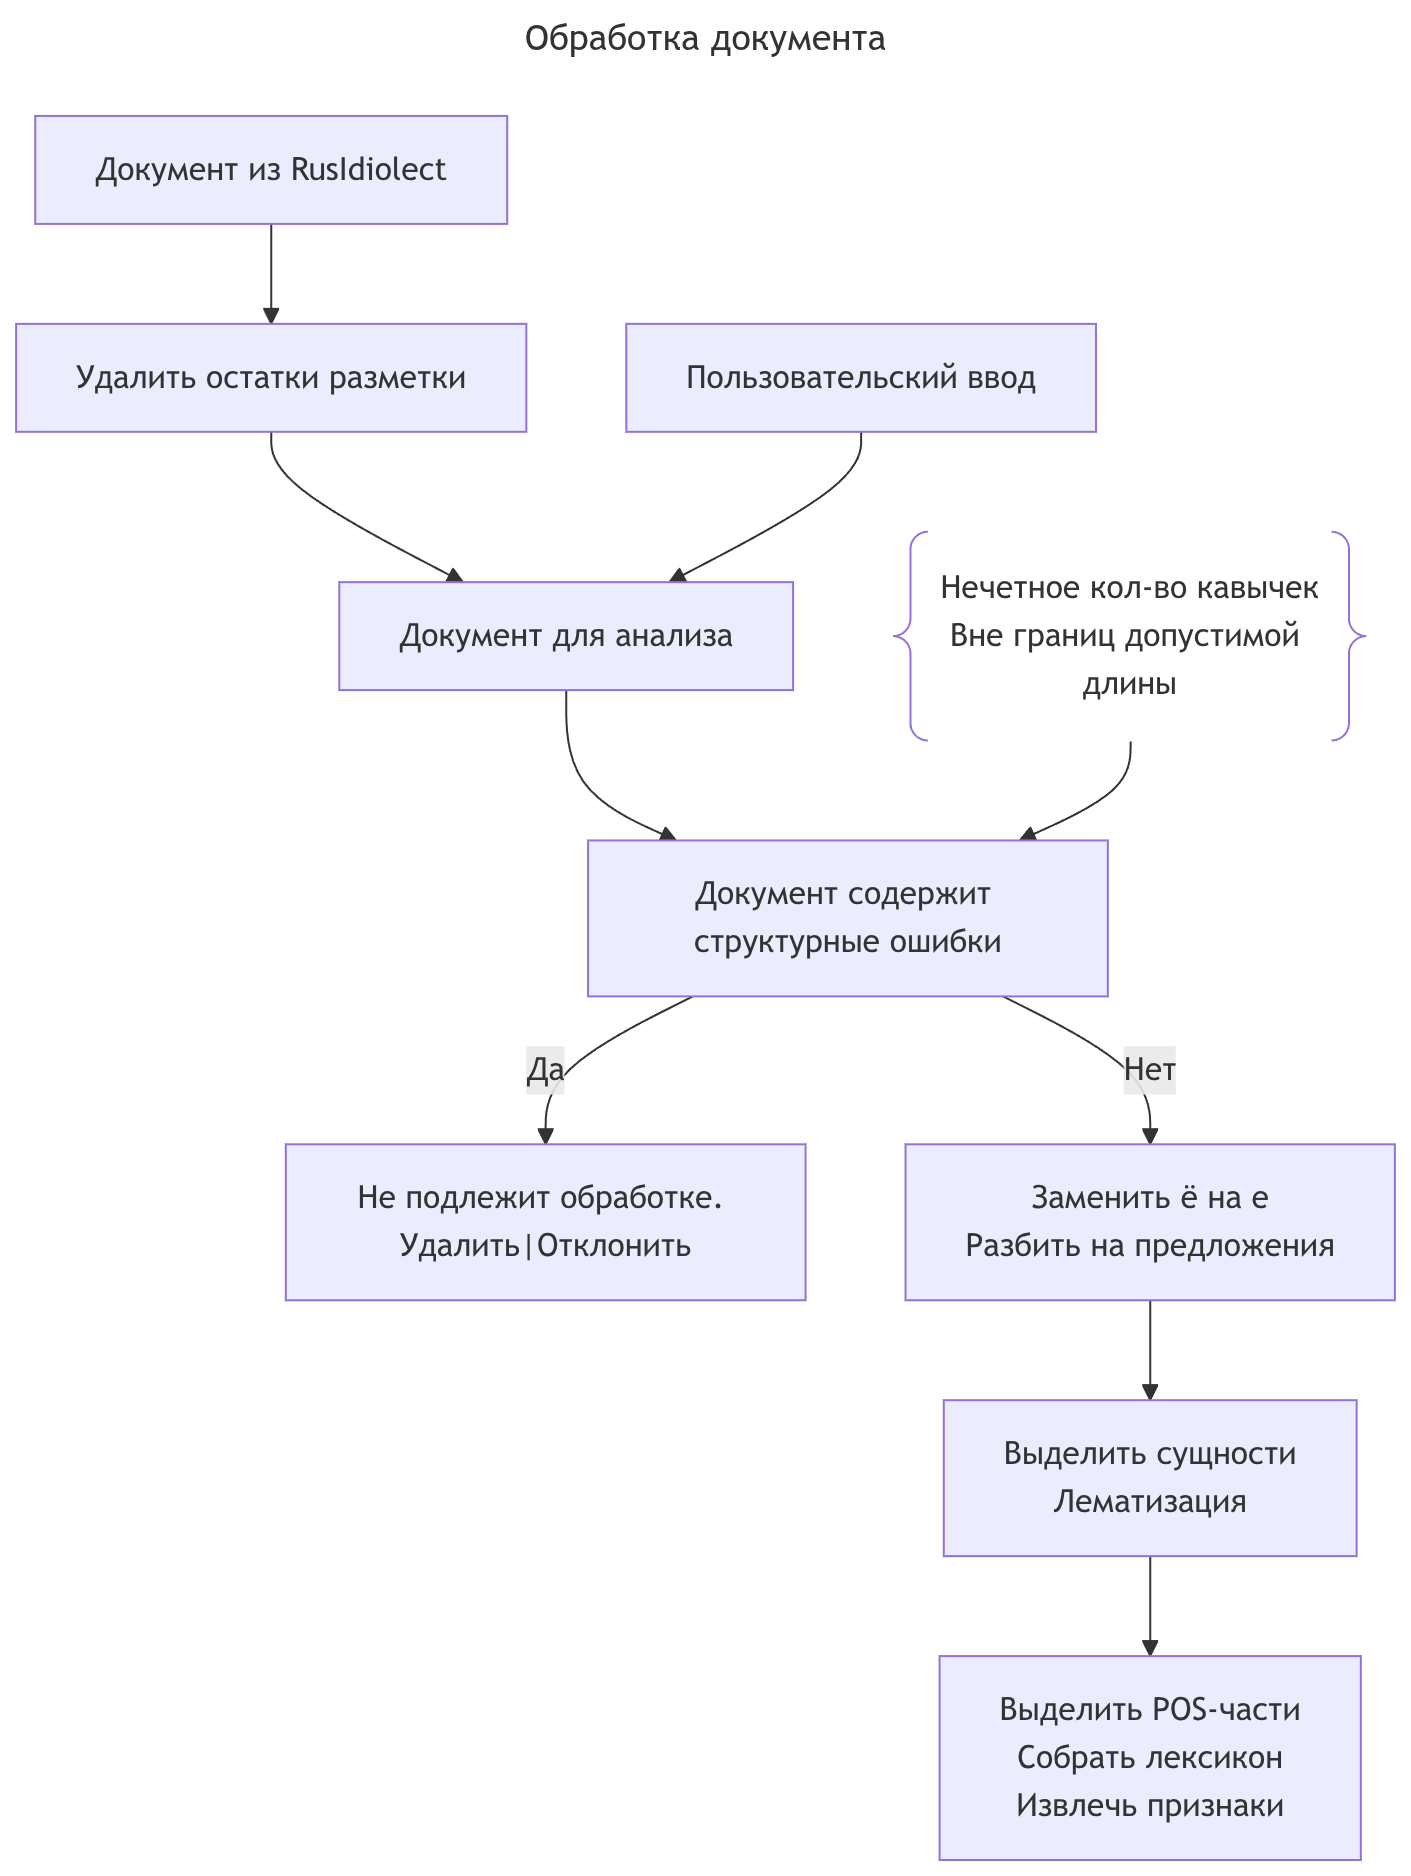 Обработка документа
Документ из RusIdiolect
Удалить остатки разметки
Пользовательский ввод
Документ для анализа
Нечетное кол-во кавычек
Вне границ допустимой
длины
Документ содержит
структурные ошибки
Да
Нет
Не подлежит обработке.
Удалить|Отклонить
Заменить ё на е
Разбить на предложения
Выделить сущности
Лематизация
Выделить POS-части
Собрать лексикон
Извлечь признаки